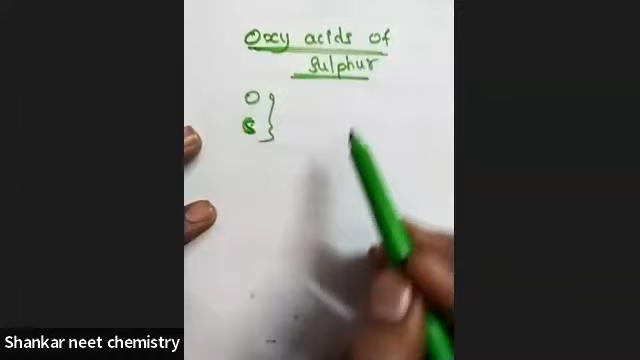 Oxy acids of
Sulphur
O
S
Shankar neet chemistry